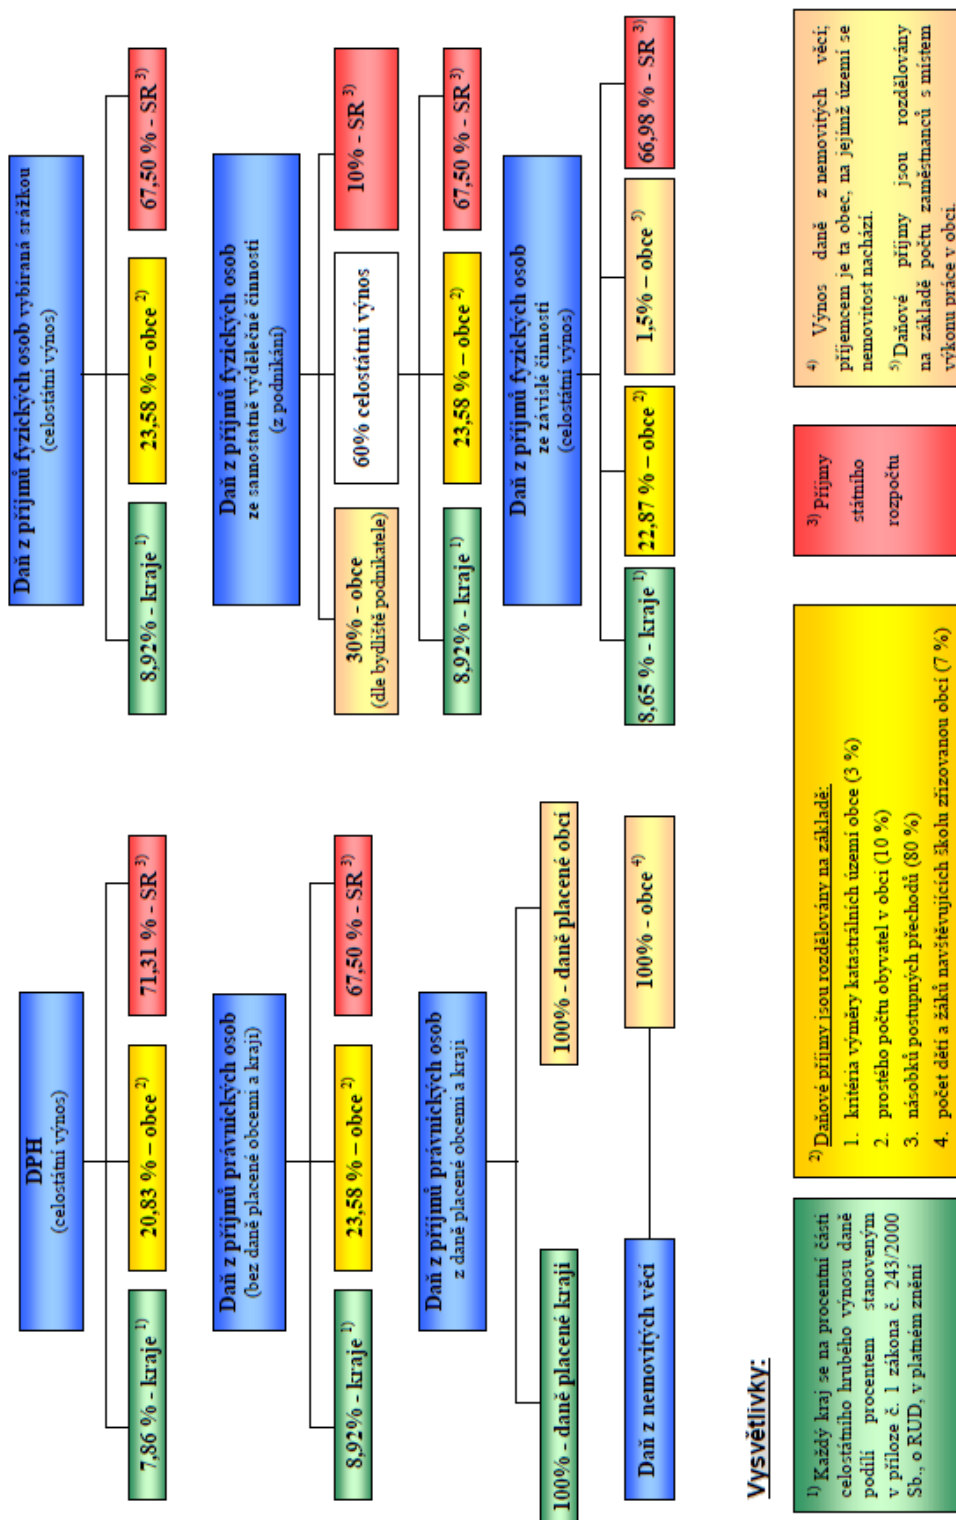 DPH
(celostátní výnos)
7,86 % - kraje 1)
20,83 % – obce 2)
71,31 % - SR 3)
Daň z příjmů fyzických osob vybíraná srážkou
(celostátní výnos)
8,92% - kraje 1)
23,58 % – obce 2)
67,50 % - SR 3)
Daň z příjmů právnických osob
(bez daně placené obcemi a kraji)
8,92% - kraje 1)
23,58 % – obce 2)
67,50 % - SR 3)
Daň z příjmů fyzických osob
ze samostatné výdělečné činnosti
(z podnikání)
30% - obce
(dle bydliště podnikatele)
60% celostátní výnos
10% - SR 3)
8,92% - kraje 1)
23,58 % – obce 2)
67,50 % - SR 3)
Daň z příjmů právnických osob
z daně placené obcemi a kraji
100% - daně placené kraji
100% - daně placené obcí
Daň z příjmů fyzických osob
ze závislé činnosti
(celostátní výnos)
8,65 % - kraje 1)
22,87 % – obce 2)
1,5% – obce 5)
66,98 % - SR 3)
Daň z nemovitých věcí
100% - obce 4)
Vysvětlivky:
1) Každý kraj se na procentní části
celostátního hrubého výnosu daně
podílí procentem stanoveným
v příloze č. 1 zákona č. 243/2000
Sb., o RUD, v platném znění
2) Daňové příjmy jsou rozdělovány na základě:
1. kritéria výměry katastrálních území obce (3 %)
2. prostého počtu obyvatel v obci (10 %)
3. násobků postupných přechodů (80 %)
4. počet dětí a žáků navštěvujících školu zřizovanou obcí (7 %)
3) Příjmy
státního
rozpočtu
4) Výnos daně z nemovitých věcí;
příjemcem je ta obec, na jejímž území se
nemovitost nachází.
5) Daňové příjmy jsou rozdělovány
na základě počtu zaměstnanců s místem
výkonu práce v obci.